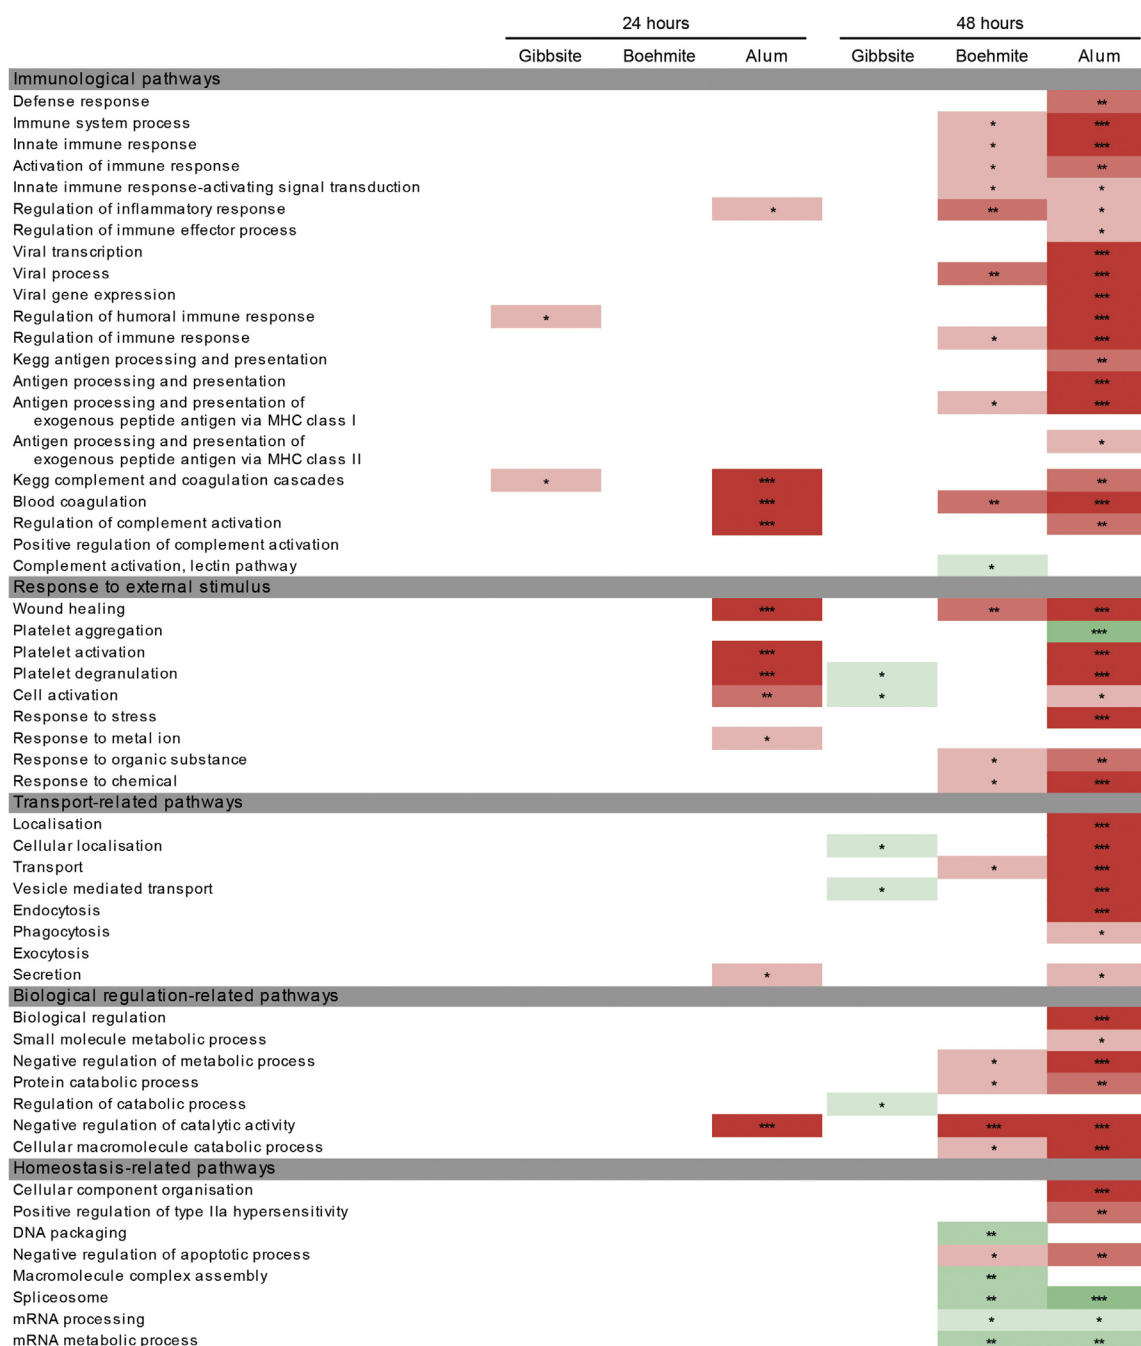 24 hours 48 hours
Gibbsite Boehmite Alum Gibbsite Boehmite Alum
Immunological pathways
Defense response **
Immune system process * ***
Innate immune response * ***
Activation of immune response * **
Innate immune response-activating signal transduction * *
Regulation of inflammatory response * ** *
Regulation of immune effector process *
Viral transcription ***
Viral process ** ***
Viral gene expression ***
Regulation of humoral immune response * ***
Regulation of immune response * ***
Kegg antigen processing and presentation **
Antigen processing and presentation ***
Antigen processing and presentation of * ***
exogenous peptide antigen via MHC class I
Antigen processing and presentation of *
exogenous peptide antigen via MHC class II
Kegg complement and coagulation cascades * *** **
Blood coagulation *** ** ***
Regulation of complement activation *** **
Positive regulation of complement activation
Complement activation, lectin pathway *
Response to external stimulus
Wound healing *** ** ***
Platelet aggregation ***
Platelet activation *** ***
Platelet degranulation *** * ***
Cell activation ** * *
Response to stress ***
Response to metal ion *
Response to organic substance * **
Response to chemical * ***
Transport-related pathways
Localisation ***
Cellular localisation * ***
Transport * ***
Vesicle mediated transport * ***
Endocytosis ***
Phagocytosis *
Exocytosis
Secretion * *
Biological regulation-related pathways
Biological regulation ***
Small molecule metabolic process *
Negative regulation of metabolic process * ***
Protein catabolic process * **
Regulation of catabolic process *
Negative regulation of catalytic activity *** *** ***
Cellular macromolecule catabolic process * ***
Homeostasis-related pathways
Cellular component organisation ***
Positive regulation of type IIa hypersensitivity **
DNA packaging **
Negative regulation of apoptotic process * **
Macromolecule complex assembly **
Spliceosome ** ***
mRNA processing * *
mRNA metabolic process ** **